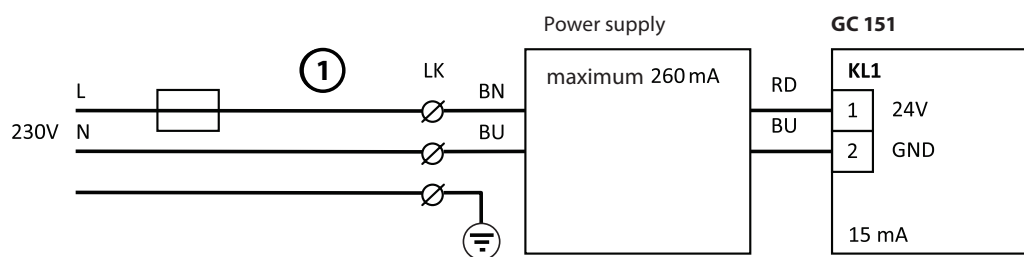 Power supply
GC 151
1
LK
L
BN
maximum 260 mA
RD
KL1
1
24V
230V
N
BU
BU
2
GND
15 mA